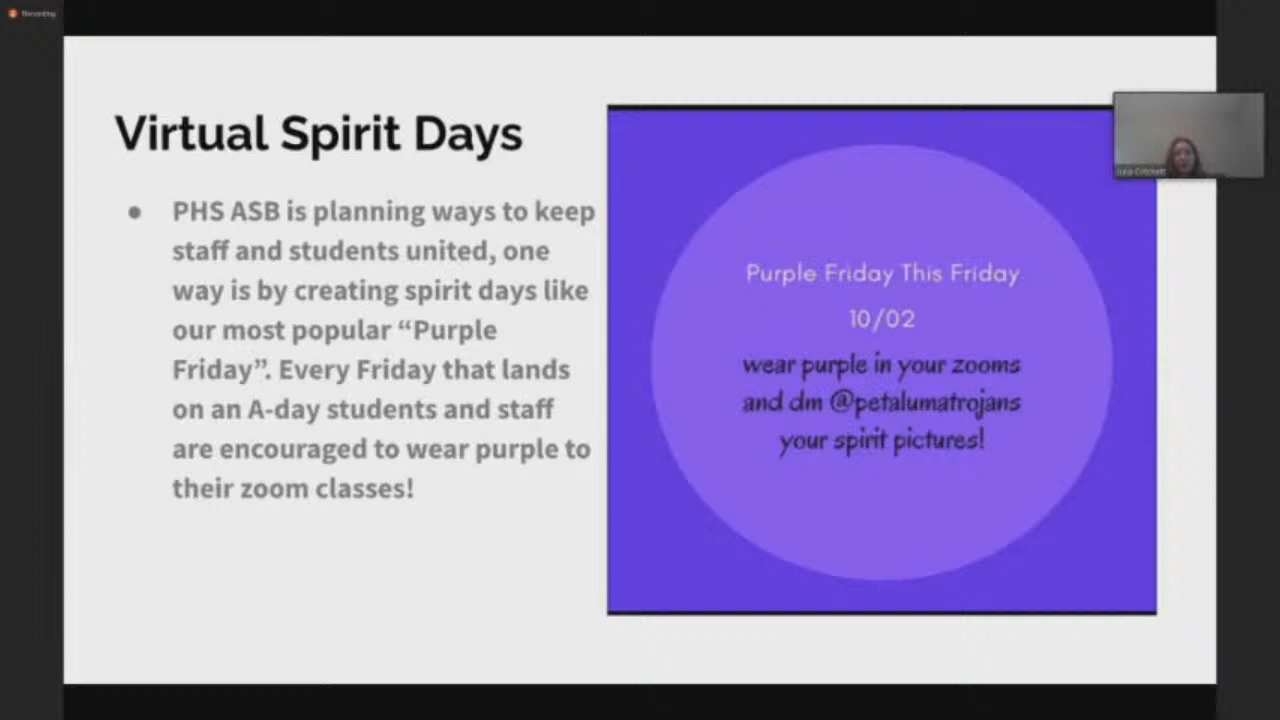 Recording
Virtual Spirit Days
● PHS ASB is planning ways to keep
staff and students united, one
way is by creating spirit days like
our most popular “Purple
Friday”. Every Friday that lands
on an A-day students and staff
are encouraged to wear purple to
their zoom classes!
Purple Friday This Friday
10/02
wear purple in your zooms
and dm @petalumatrojans
your spirit pictures!